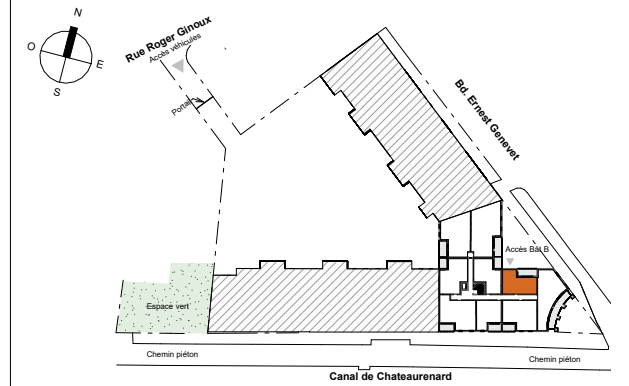 N
O
E
S
Rue Roger Ginoux
Accès véhicules
Portail
Bd. Ernest Genevet
Accès Bât B
Espace vert
Chemin piéton
Chemin piéton
Canal de Chateaurenard